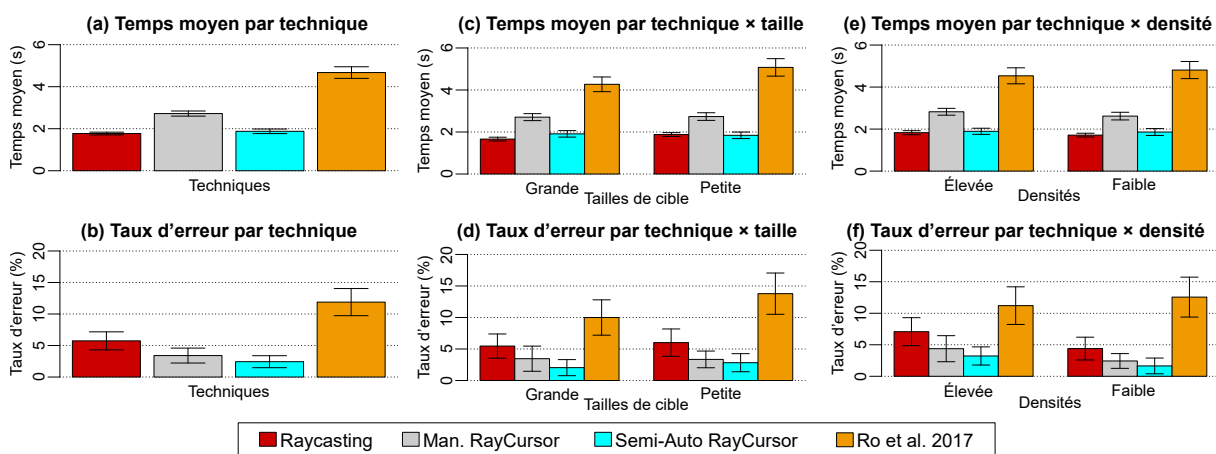 (a) Temps moyen par technique
Temps moyen (s)
6
4
2
0
Techniques
(c) Temps moyen par technique × taille
Temps moyen (s)
6
4
2
0
Grande
Petite
Tailles de cible
(e) Temps moyen par technique × densité
Temps moyen (s)
6
4
2
0
Élevée
Faible
Densités
(b) Taux d’erreur par technique
Taux d’erreur (%)
20
15
10
5
0
Techniques
(d) Taux d’erreur par technique × taille
Taux d’erreur (%)
20
15
10
5
0
Grande
Petite
Tailles de cible
(f) Taux d’erreur par technique × densité
Taux d’erreur (%)
20
15
10
5
0
Élevée
Faible
Densités
Raycasting
Man. RayCursor
Semi-Auto RayCursor
Ro et al. 2017